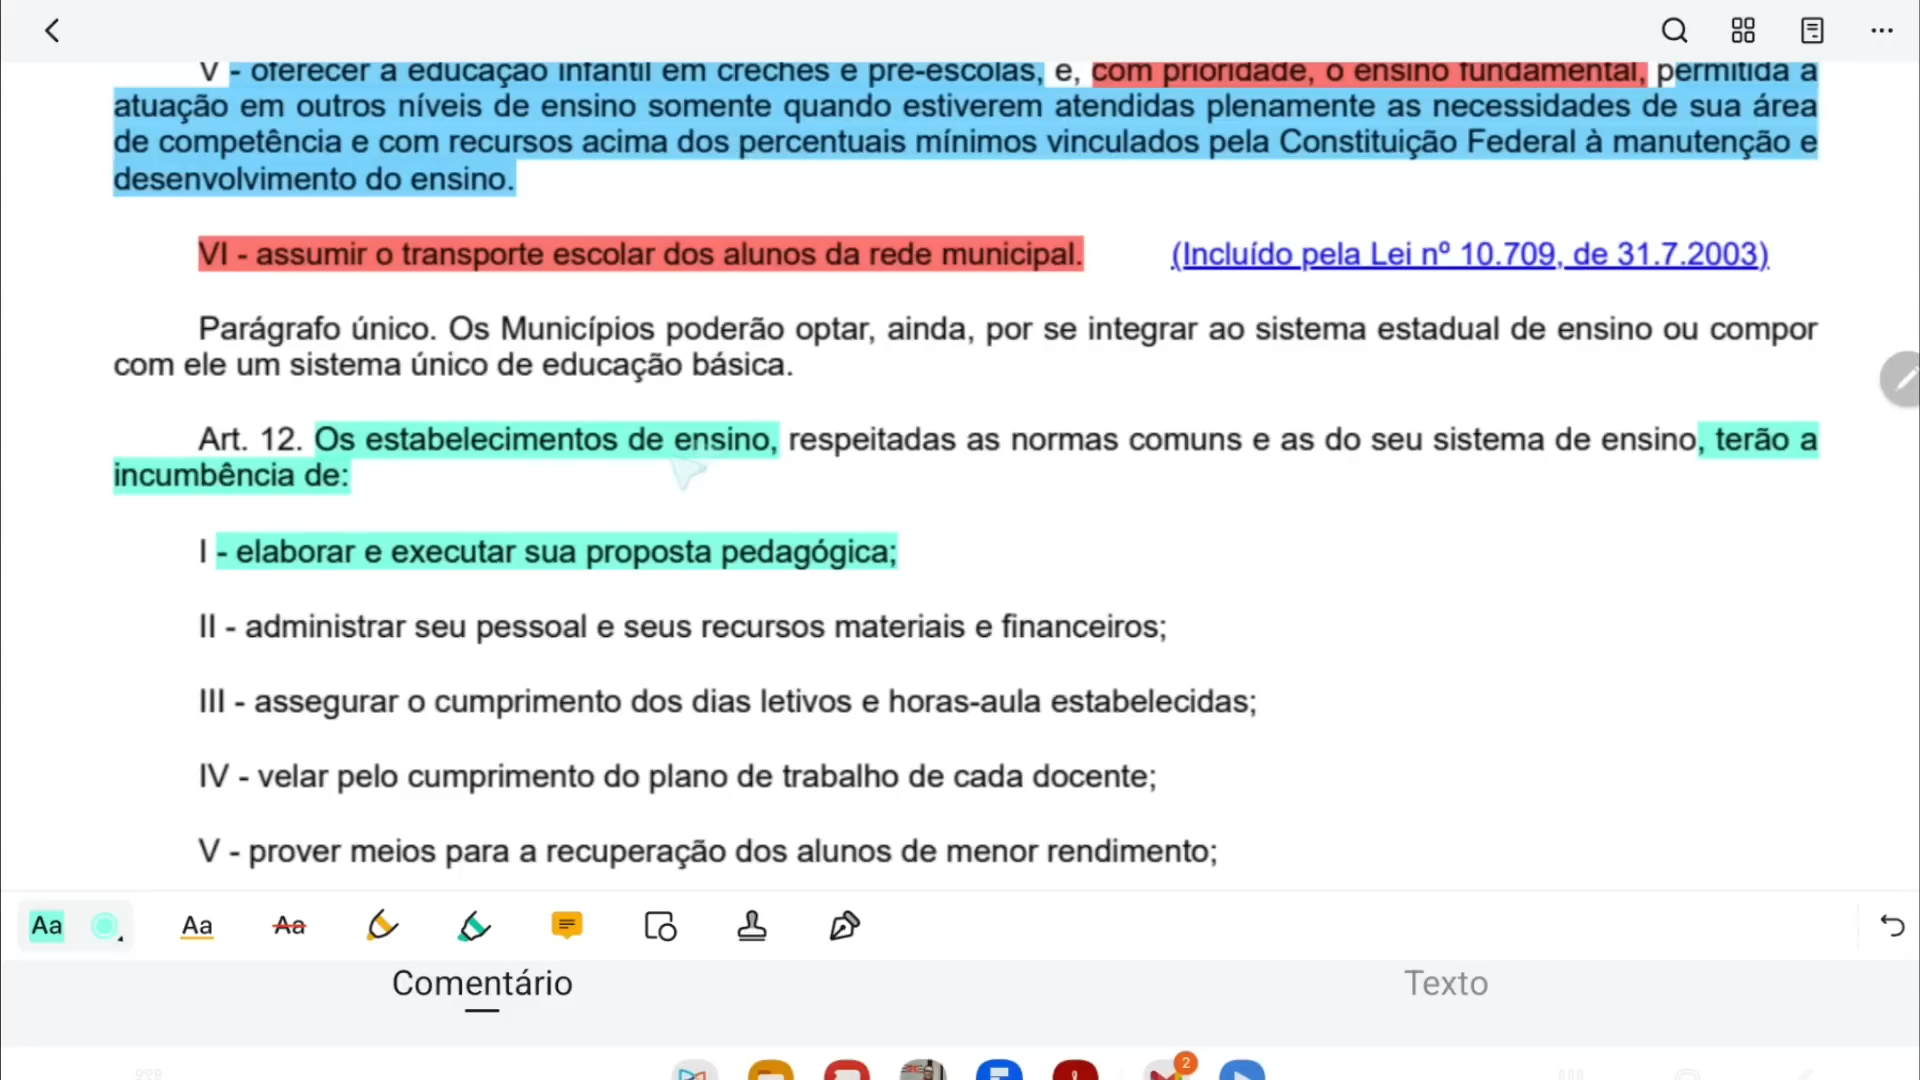 V - oferecer a educação infantil em creches e pré-escolas, e, com prioridade, o ensino fundamental, permitida a
atuação em outros níveis de ensino somente quando estiverem atendidas plenamente as necessidades de sua área
de competência e com recursos acima dos percentuais mínimos vinculados pela Constituição Federal à manutenção e
desenvolvimento do ensino.
VI - assumir o transporte escolar dos alunos da rede municipal. (Incluído pela Lei nº 10.709, de 31.7.2003)
Parágrafo único. Os Municípios poderão optar, ainda, por se integrar ao sistema estadual de ensino ou compor
com ele um sistema único de educação básica.
Art. 12. Os estabelecimentos de ensino, respeitadas as normas comuns e as do seu sistema de ensino, terão a
incumbência de:
I - elaborar e executar sua proposta pedagógica;
II - administrar seu pessoal e seus recursos materiais e financeiros;
III - assegurar o cumprimento dos dias letivos e horas-aula estabelecidas;
IV - velar pelo cumprimento do plano de trabalho de cada docente;
V - prover meios para a recuperação dos alunos de menor rendimento;
Aa Aa Aa
Comentário Texto
2